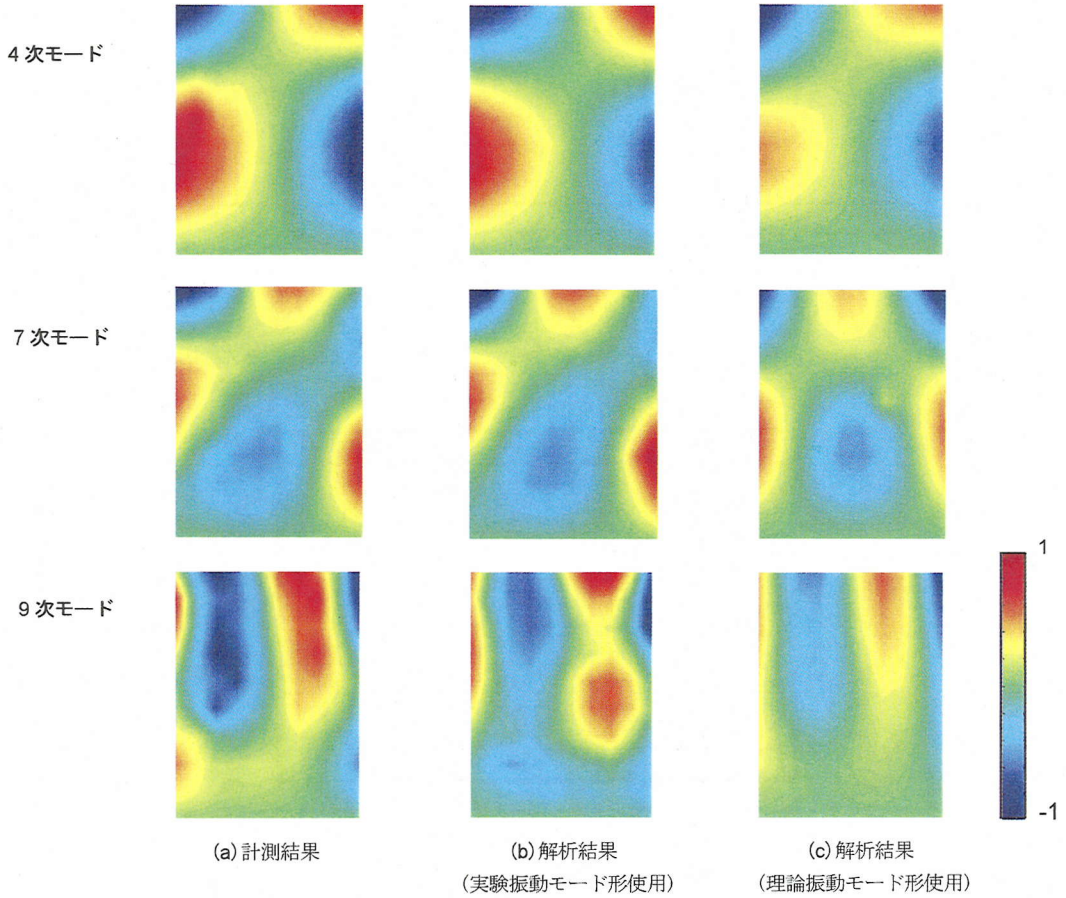 4 次モード
7 次モード
9 次モード
1
-1
(a) 計測結果
(b) 解析結果
(実験振動モード形使用)
(c) 解析結果
(理論振動モード形使用)